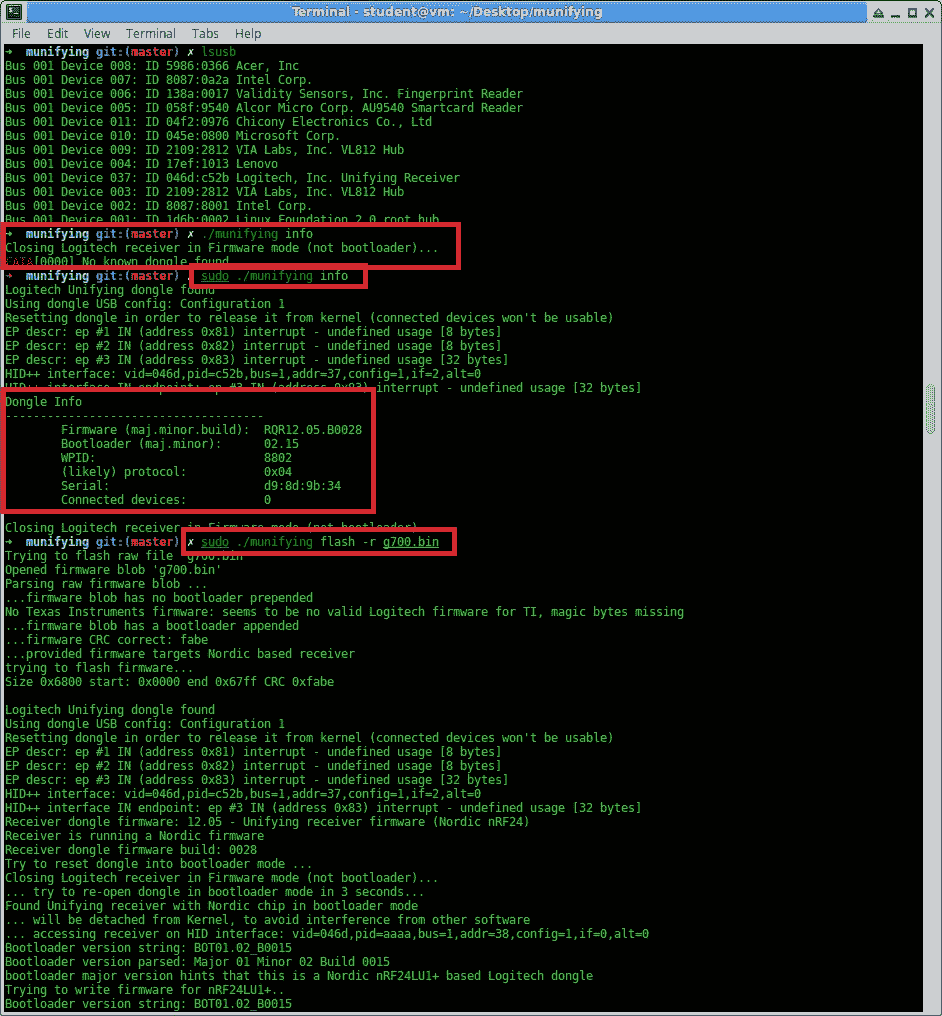 Terminal - student@vm: ~/Desktop/munifying
File Edit View Terminal Tabs Help
➜ munifying git:(master) ✗ lsusb
Bus 001 Device 008: ID 5986:0366 Acer, Inc
Bus 001 Device 007: ID 8087:0a2a Intel Corp.
Bus 001 Device 006: ID 138a:0017 Validity Sensors, Inc. Fingerprint Reader
Bus 001 Device 005: ID 058f:9540 Alcor Micro Corp. AU9540 Smartcard Reader
Bus 001 Device 011: ID 04f2:0976 Chicony Electronics Co., Ltd
Bus 001 Device 010: ID 045e:0800 Microsoft Corp.
Bus 001 Device 009: ID 2109:2812 VIA Labs, Inc. VL812 Hub
Bus 001 Device 004: ID 17ef:1013 Lenovo
Bus 001 Device 037: ID 046d:c52b Logitech, Inc. Unifying Receiver
Bus 001 Device 003: ID 2109:2812 VIA Labs, Inc. VL812 Hub
Bus 001 Device 002: ID 8087:8001 Intel Corp.
Bus 001 Device 001: ID 1d6b:0002 Linux Foundation 2.0 root hub
➜ munifying git:(master) ✗ ./munifying info
Closing Logitech receiver in Firmware mode (not bootloader)...
FATA[0000] No known dongle found
➜ munifying git:(master) ✗ sudo ./munifying info
Logitech Unifying dongle found
Using dongle USB config: Configuration 1
Resetting dongle in order to release it from kernel (connected devices won't be usable)
EP descr: ep #1 IN (address 0x81) interrupt - undefined usage [8 bytes]
EP descr: ep #2 IN (address 0x82) interrupt - undefined usage [8 bytes]
EP descr: ep #3 IN (address 0x83) interrupt - undefined usage [32 bytes]
HID++ interface: vid=046d,pid=c52b,bus=1,addr=37,config=1,if=2,alt=0
HID++ interface IN endpoint: ep #3 IN (address 0x83) interrupt - undefined usage [32 bytes]
Dongle Info
-------------------------------------
Firmware (maj.minor.build): RQR12.05.B0028
Bootloader (maj.minor): 02.15
WPID: 8802
(likely) protocol: 0x04
Serial: d9:8d:9b:34
Connected devices: 0
Closing Logitech receiver in Firmware mode (not bootloader)...
➜ munifying git:(master) ✗ sudo ./munifying flash -r g700.bin
Trying to flash raw file 'g700.bin'
Opened firmware blob 'g700.bin'
Parsing raw firmware blob ...
...firmware blob has no bootloader prepended
No Texas Instruments firmware: seems to be no valid Logitech firmware for TI, magic bytes missing
...firmware blob has a bootloader appended
...firmware CRC correct: fabe
...provided firmware targets Nordic based receiver
trying to flash firmware...
Size 0x6800 start: 0x0000 end 0x67ff CRC 0xfabe
Logitech Unifying dongle found
Using dongle USB config: Configuration 1
Resetting dongle in order to release it from kernel (connected devices won't be usable)
EP descr: ep #1 IN (address 0x81) interrupt - undefined usage [8 bytes]
EP descr: ep #2 IN (address 0x82) interrupt - undefined usage [8 bytes]
EP descr: ep #3 IN (address 0x83) interrupt - undefined usage [32 bytes]
HID++ interface: vid=046d,pid=c52b,bus=1,addr=37,config=1,if=2,alt=0
HID++ interface IN endpoint: ep #3 IN (address 0x83) interrupt - undefined usage [32 bytes]
Receiver dongle firmware: 12.05 - Unifying receiver firmware (Nordic nRF24)
Receiver is running a Nordic firmware
Receiver dongle firmware build: 0028
Try to reset dongle into bootloader mode ...
Closing Logitech receiver in Firmware mode (not bootloader)...
... try to re-open dongle in bootloader mode in 3 seconds...
Found Unifying receiver with Nordic chip in bootloader mode
... will be detached from Kernel, to avoid interference from other software
... accessing receiver on HID interface: vid=046d,pid=aaaa,bus=1,addr=38,config=1,if=0,alt=0
Bootloader version string: BOT01.02_B0015
Bootloader version parsed: Major 01 Minor 02 Build 0015
bootloader major version hints that this is a Nordic nRF24LU1+ based Logitech dongle
Trying to write firmware for nRF24LU1+..
Bootloader version string: BOT01.02_B0015